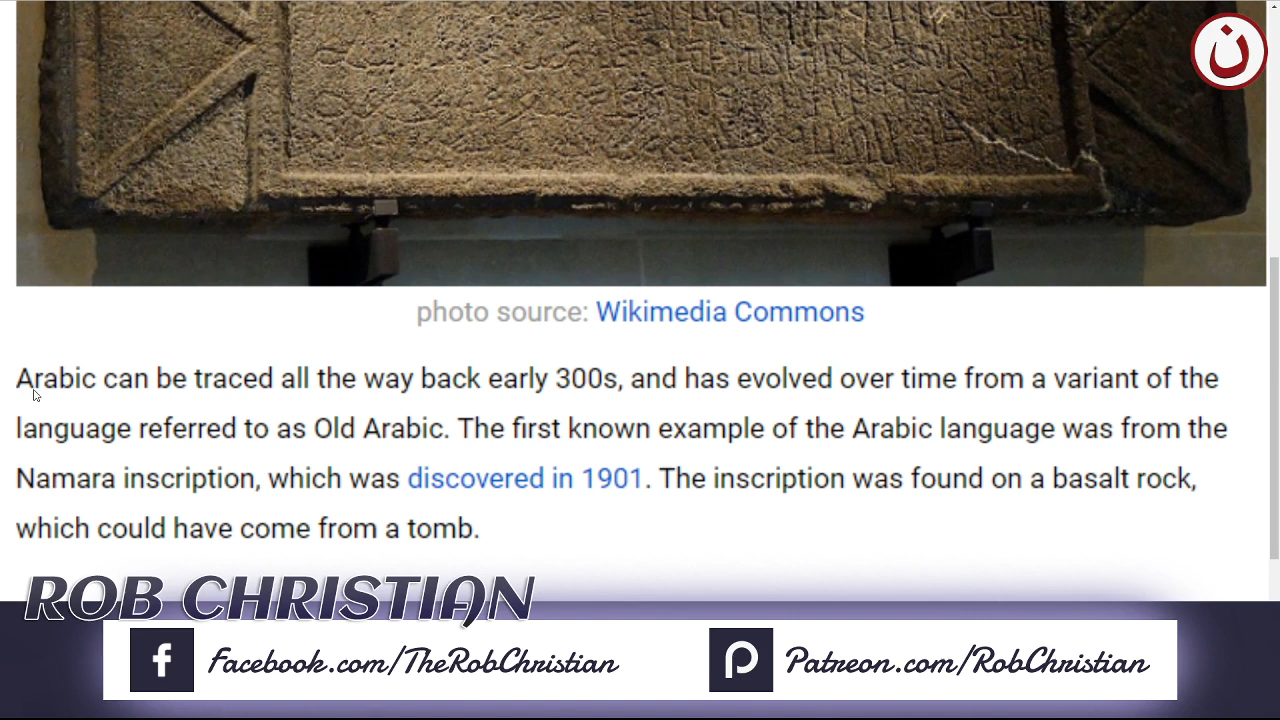 ن
photo source: Wikimedia Commons
Arabic can be traced all the way back early 300s, and has evolved over time from a variant of the
language referred to as Old Arabic. The first known example of the Arabic language was from the
Namara inscription, which was discovered in 1901. The inscription was found on a basalt rock,
which could have come from a tomb.
ROB CHRISTIAN
Facebook.com/TheRobChristian
Patreon.com/RobChristian